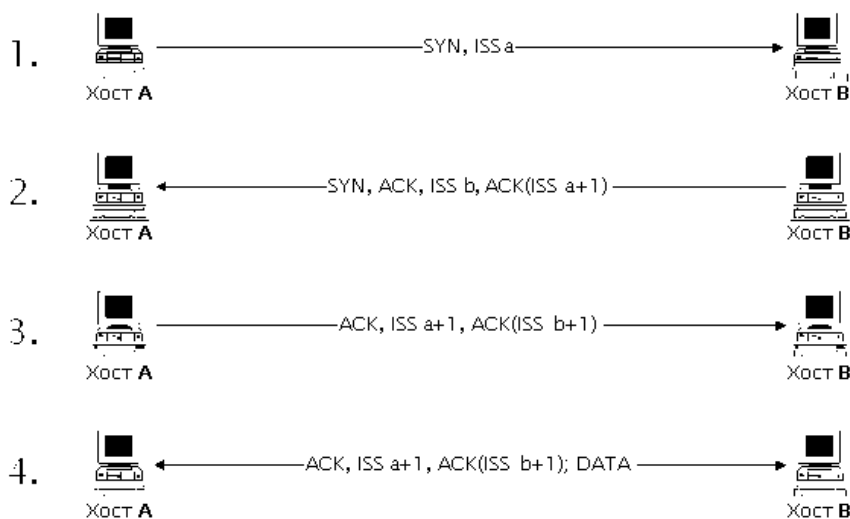 1.
SYN, ISSa
Хост A
Хост B
2.
SYN, ACK, ISS b, ACK(ISS a+1)
Хост A
Хост B
3.
ACK, ISS a+1, ACK(ISS b+1)
Хост A
Хост B
4.
ACK, ISS a+1, ACK(ISS b+1); DATA
Хост A
Хост B